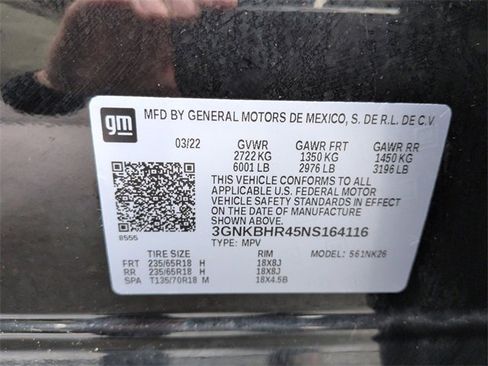 gm MFD BY GENERAL MOTORS DE MEXICO, S. DE R.L. DE C.V.
03/22 GVWR GAWR FRT GAWR RR
2722 KG 1350 KG 1450 KG
6001 LB 2976 LB 3196 LB
THIS VEHICLE CONFORMS TO ALL
APPLICABLE U.S. FEDERAL MOTOR
VEHICLE SAFETY STANDARDS IN EFFECT
ON THE DATE OF MANUFACTURE
SHOWN ABOVE.
3GNKBHR45NS164116
8555 TYPE: MPV MODEL: 561NK26
TIRE SIZE RIM
FRT 235/65R18 H 18X8J
RR 235/65R18 H 18X8J
SPA T135/70R18 M 18X4.5B